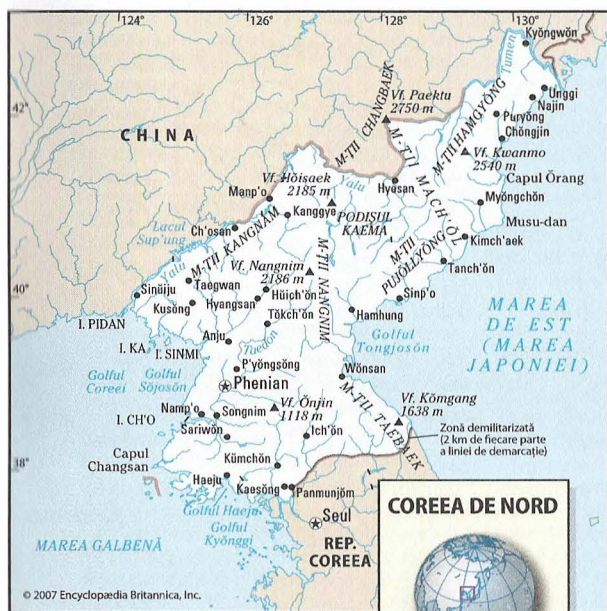 124°
126°
128°
130°
Kyŏngwŏn
Tumen
Unggi
Najin
Vf. Paektu
2750 m
42°
42°
M-ȚII CHANGBAEK
M-ȚII HAMGYŎNG
Puryŏng
Chŏngjin
CHINA
M-ȚII MACH'ŎL
Vf. Kwanmo
2540 m
Vf. Hŏisaek
2185 m
Yalu
Hyesan
Capul Ŏrang
Manp'o
Kanggye
PODIȘUL
KAEMA
Myŏngchŏn
Musu-dan
Lacul
Sup'ung
Ch'osan
M-ȚII KANGNAM
M-ȚII
PUJŎLLYŎNG
Kimch'aek
Yalu
Vf. Nangnim
2186 m
M-ȚII NANGNIM
Tanch'ŏn
Taegwan
Sinŭiju
Hŭich'ŏn
Hyangsan
Sinp'o
40°
40°
Kusŏng
Tŏkch'ŏn
Hamhung
MAREA
DE EST
(MAREA
JAPONIEI)
I. PIDAN
I. KA
I. SINMI
Anju
Taedon
Golful
Tongjosŏn
P'yŏngsŏng
Golful
Coreei
Golful
Sŏjosŏn
Phenian
Wŏnsan
M-ȚII TAEBAEK
Vf. Ŏnjin
1118 m
Vf. Kŏmgang
1638 m
Namp'o
Songnim
I. CH'O
Sariwŏn
Ich'ŏn
Zonă demilitarizată
(2 km de fiecare parte
a liniei de demarcație)
Capul
Changsan
Kŭmchŏn
38°
38°
Haeju
Kaesŏng
Panmunjŏm
COREEA DE NORD
Golful Haeju
Golful
Kyŏnggi
Seul
REP.
COREEA
MAREA GALBENĂ
© 2007 Encyclopædia Britannica, Inc.